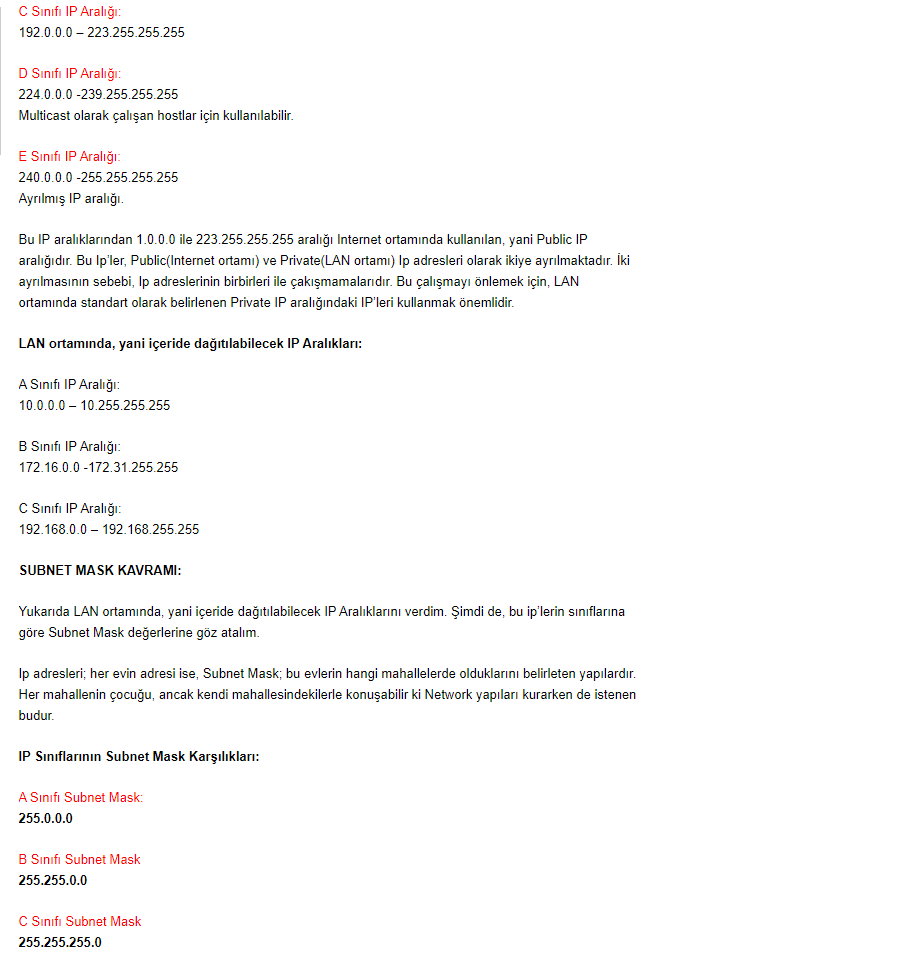 C Sınıfı IP Aralığı:
192.0.0.0 – 223.255.255.255
D Sınıfı IP Aralığı:
224.0.0.0 -239.255.255.255
Multicast olarak çalışan hostlar için kullanılabilir.
E Sınıfı IP Aralığı:
240.0.0.0 -255.255.255.255
Ayrılmış IP aralığı.
Bu IP aralıklarından 1.0.0.0 ile 223.255.255.255 aralığı Internet ortamında kullanılan, yani Public IP
aralığıdır. Bu Ip’ler, Public(Internet ortamı) ve Private(LAN ortamı) Ip adresleri olarak ikiye ayrılmaktadır. İki
ayrılmasının sebebi, Ip adreslerinin birbirleri ile çakışmamalarıdır. Bu çalışmayı önlemek için, LAN
ortamında standart olarak belirlenen Private IP aralığındaki IP’leri kullanmak önemlidir.
LAN ortamında, yani içeride dağıtılabilecek IP Aralıkları:
A Sınıfı IP Aralığı:
10.0.0.0 – 10.255.255.255
B Sınıfı IP Aralığı:
172.16.0.0 -172.31.255.255
C Sınıfı IP Aralığı:
192.168.0.0 – 192.168.255.255
SUBNET MASK KAVRAMI:
Yukarıda LAN ortamında, yani içeride dağıtılabilecek IP Aralıklarını verdim. Şimdi de, bu ip’lerin sınıflarına
göre Subnet Mask değerlerine göz atalım.
Ip adresleri; her evin adresi ise, Subnet Mask; bu evlerin hangi mahallelerde olduklarını belirleten yapılardır.
Her mahallenin çocuğu, ancak kendi mahallesindekilerle konuşabilir ki Network yapıları kurarken de istenen
budur.
IP Sınıflarının Subnet Mask Karşılıkları:
A Sınıfı Subnet Mask:
255.0.0.0
B Sınıfı Subnet Mask
255.255.0.0
C Sınıfı Subnet Mask
255.255.255.0